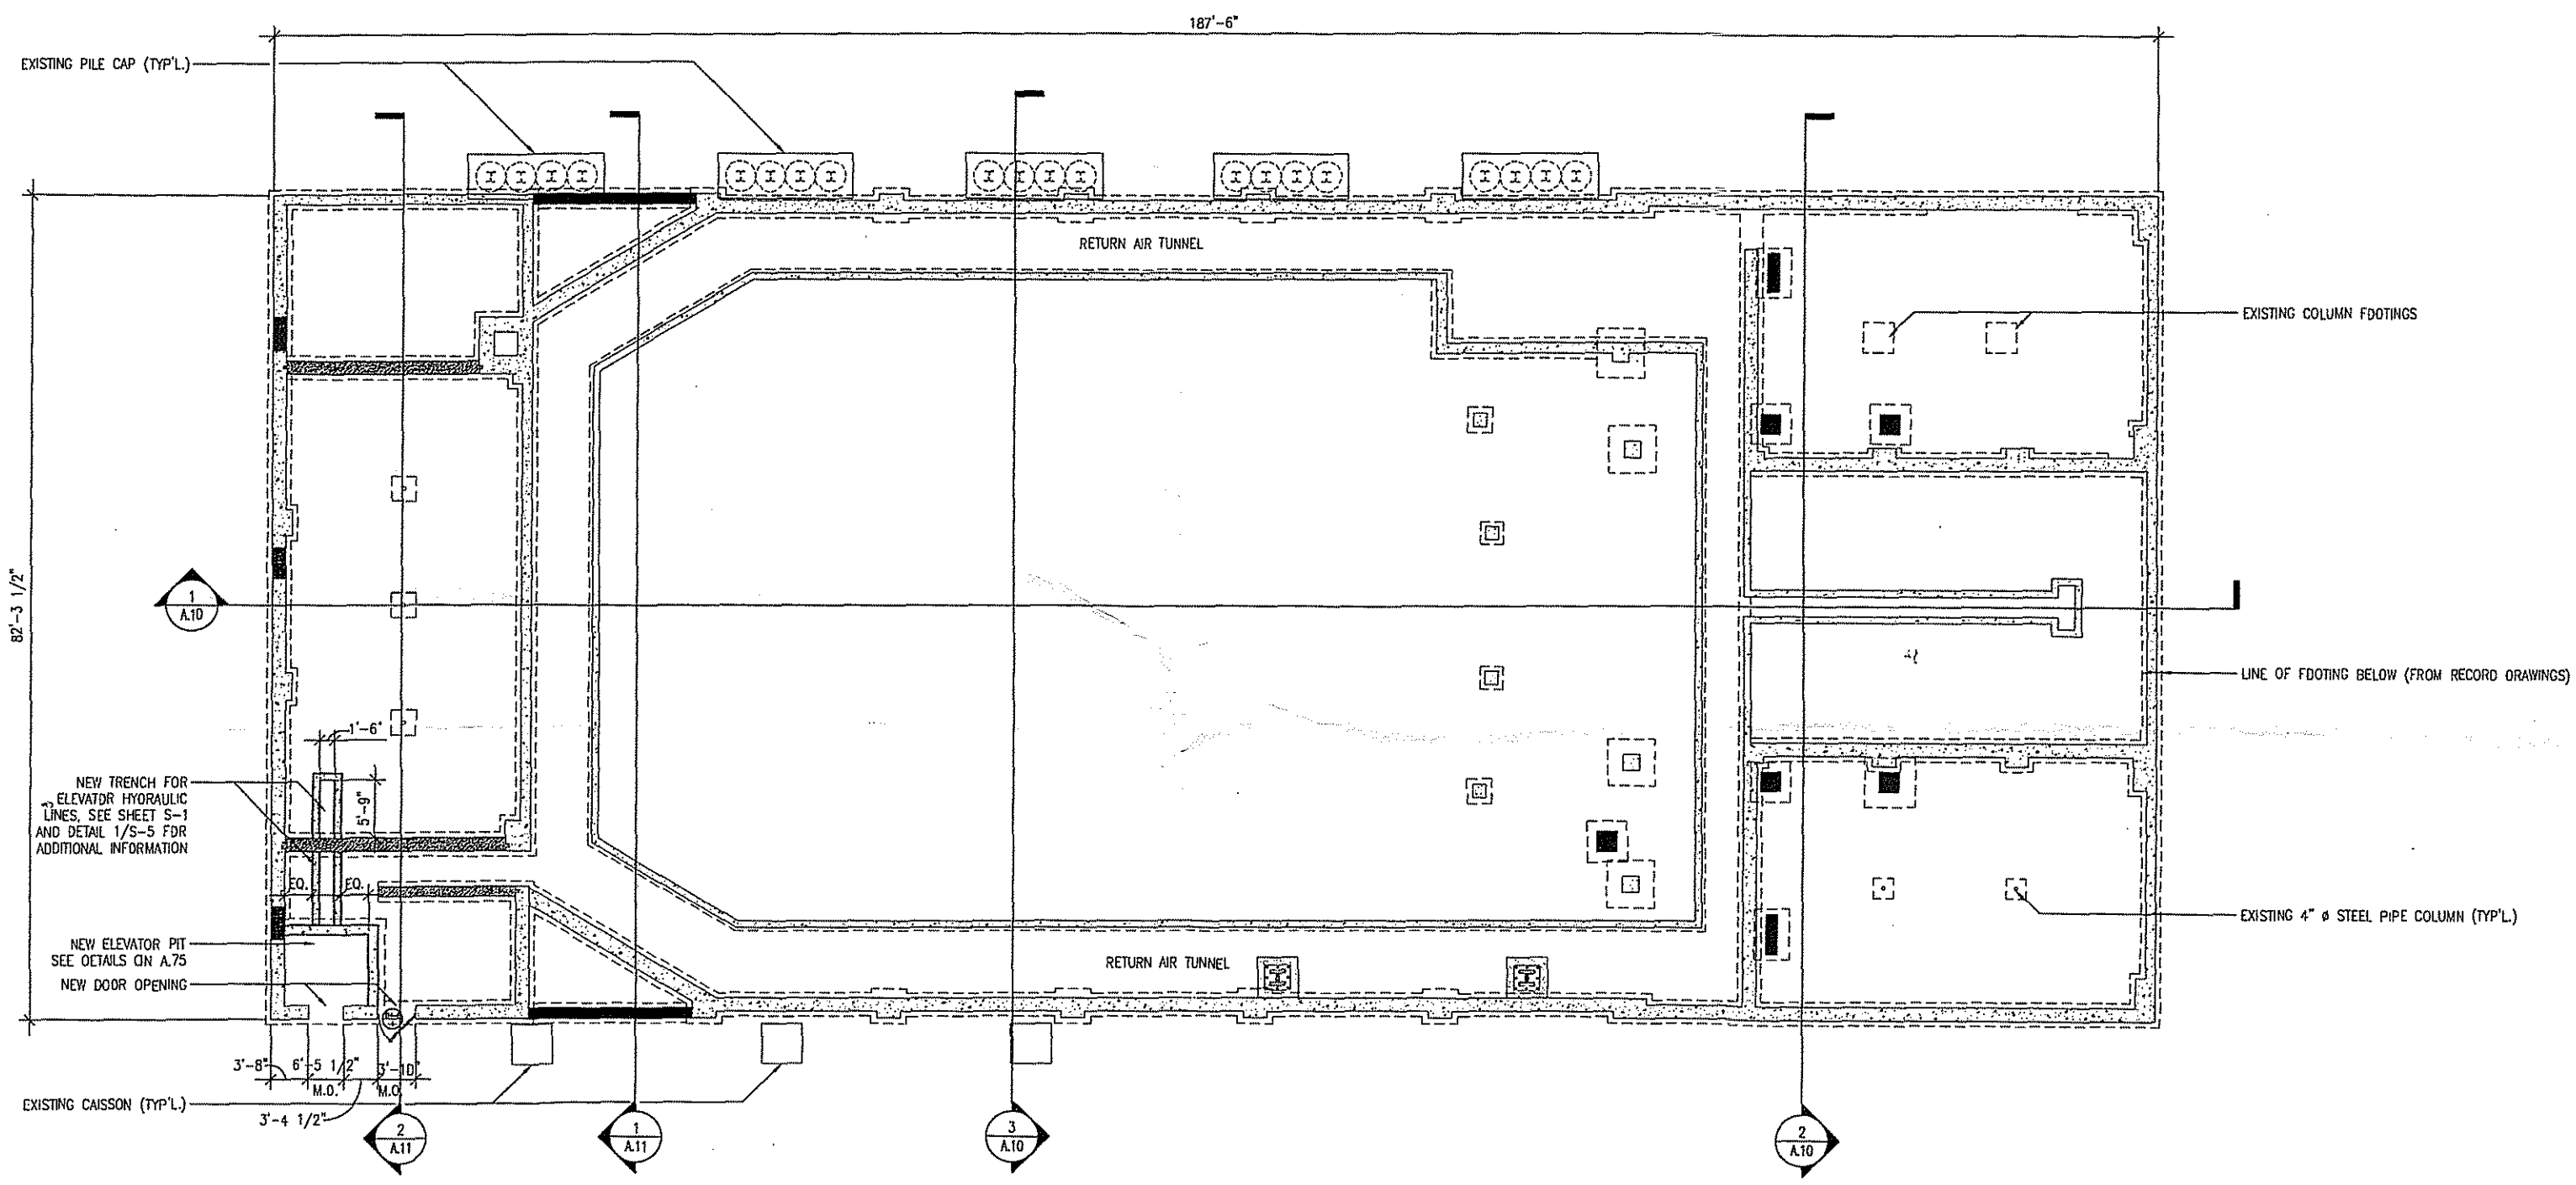 187'-6"
EXISTING PILE CAP (TYP'L.)
RETURN AIR TUNNEL
EXISTING COLUMN FOOTINGS
82'-3 1/2"
1
A.10
LINE OF FOOTING BELOW (FROM RECORD DRAWINGS)
1'-6"
5'-9"
NEW TRENCH FOR
ELEVATOR HYDRAULIC
LINES, SEE SHEET S-1
AND DETAIL 1/S-5 FOR
ADDITIONAL INFORMATION
EQ.
EQ.
EXISTING 4" ø STEEL PIPE COLUMN (TYP'L.)
NEW ELEVATOR PIT
SEE DETAILS ON A.75
NEW DOOR OPENING
RETURN AIR TUNNEL
3'-8"
6'-5 1/2"
3'-10
M.O.
M.O.
3'-4 1/2"
EXISTING CAISSON (TYP'L.)
2
A.11
1
A.11
3
A.10
2
A.10